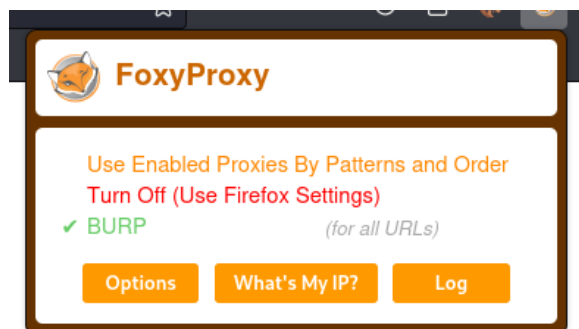 FoxyProxy
Use Enabled Proxies By Patterns and Order
Turn Off (Use Firefox Settings)
✔ BURP (for all URLs)
Options What's My IP? Log